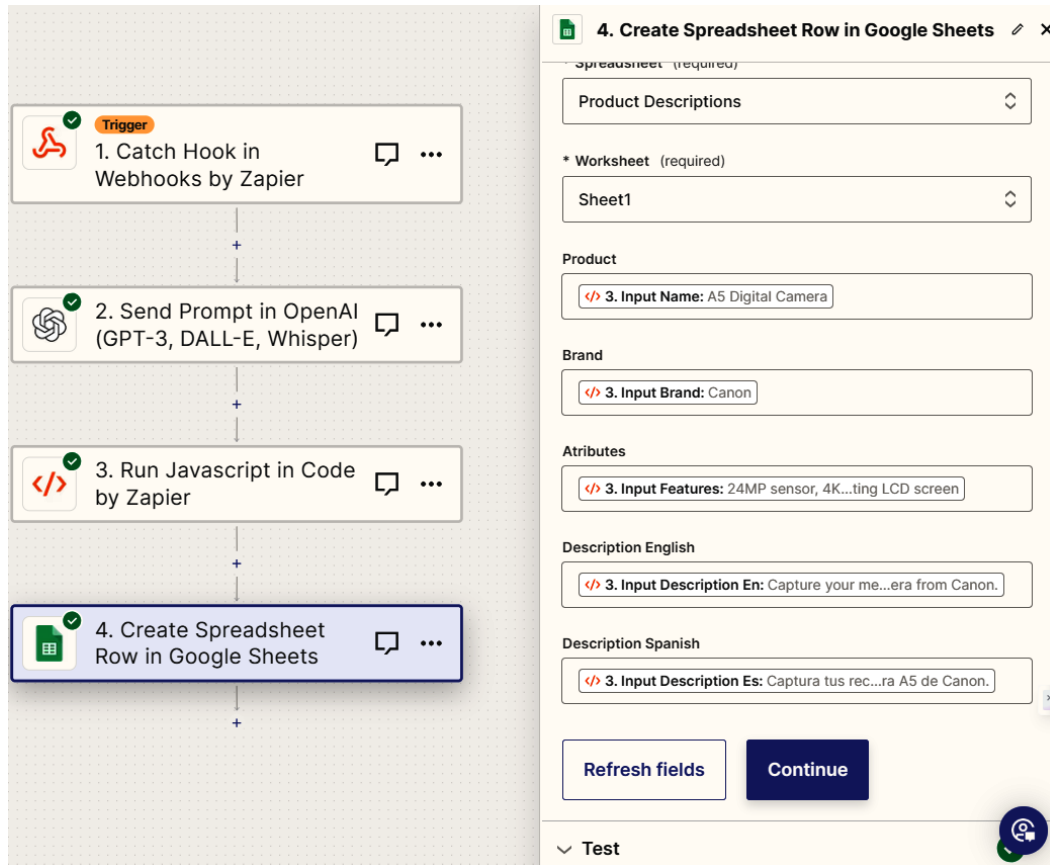 Trigger
1. Catch Hook in
Webhooks by Zapier
2. Send Prompt in OpenAI
(GPT-3, DALL-E, Whisper)
3. Run Javascript in Code
by Zapier
4. Create Spreadsheet
Row in Google Sheets
4. Create Spreadsheet Row in Google Sheets
* Spreadsheet (required)
Product Descriptions
* Worksheet (required)
Sheet1
Product
3. Input Name: A5 Digital Camera
Brand
3. Input Brand: Canon
Atributes
3. Input Features: 24MP sensor, 4K...ting LCD screen
Description English
3. Input Description En: Capture your me...era from Canon.
Description Spanish
3. Input Description Es: Captura tus rec...ra A5 de Canon.
Refresh fields
Continue
Test